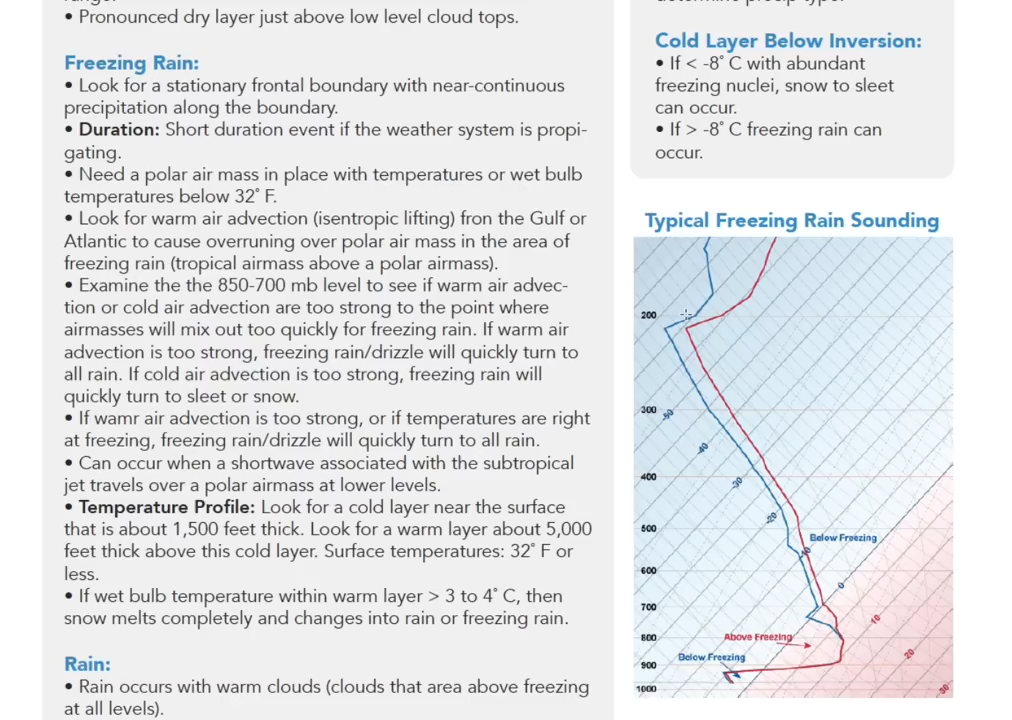 • Pronounced dry layer just above low level cloud tops.
Freezing Rain:
• Look for a stationary frontal boundary with near-continuous
precipitation along the boundary.
• Duration: Short duration event if the weather system is propi-
gating.
• Need a polar air mass in place with temperatures or wet bulb
temperatures below 32° F.
• Look for warm air advection (isentropic lifting) fron the Gulf or
Atlantic to cause overruning over polar air mass in the area of
freezing rain (tropical airmass above a polar airmass).
• Examine the the 850-700 mb level to see if warm air advec-
tion or cold air advection are too strong to the point where
airmasses will mix out too quickly for freezing rain. If warm air
advection is too strong, freezing rain/drizzle will quickly turn to
all rain. If cold air advection is too strong, freezing rain will
quickly turn to sleet or snow.
• If wamr air advection is too strong, or if temperatures are right
at freezing, freezing rain/drizzle will quickly turn to all rain.
• Can occur when a shortwave associated with the subtropical
jet travels over a polar airmass at lower levels.
• Temperature Profile: Look for a cold layer near the surface
that is about 1,500 feet thick. Look for a warm layer about 5,000
feet thick above this cold layer. Surface temperatures: 32° F or
less.
• If wet bulb temperature within warm layer > 3 to 4° C, then
snow melts completely and changes into rain or freezing rain.
Rain:
• Rain occurs with warm clouds (clouds that area above freezing
at all levels).
Cold Layer Below Inversion:
• If < -8° C with abundant
freezing nuclei, snow to sleet
can occur.
• If > -8° C freezing rain can
occur.
Typical Freezing Rain Sounding
200
300
-50
-40
400
-30
-20
500
Below Freezing
-10
600
0
700
10
800
Above Freezing
20
Below Freezing
900
1000
30